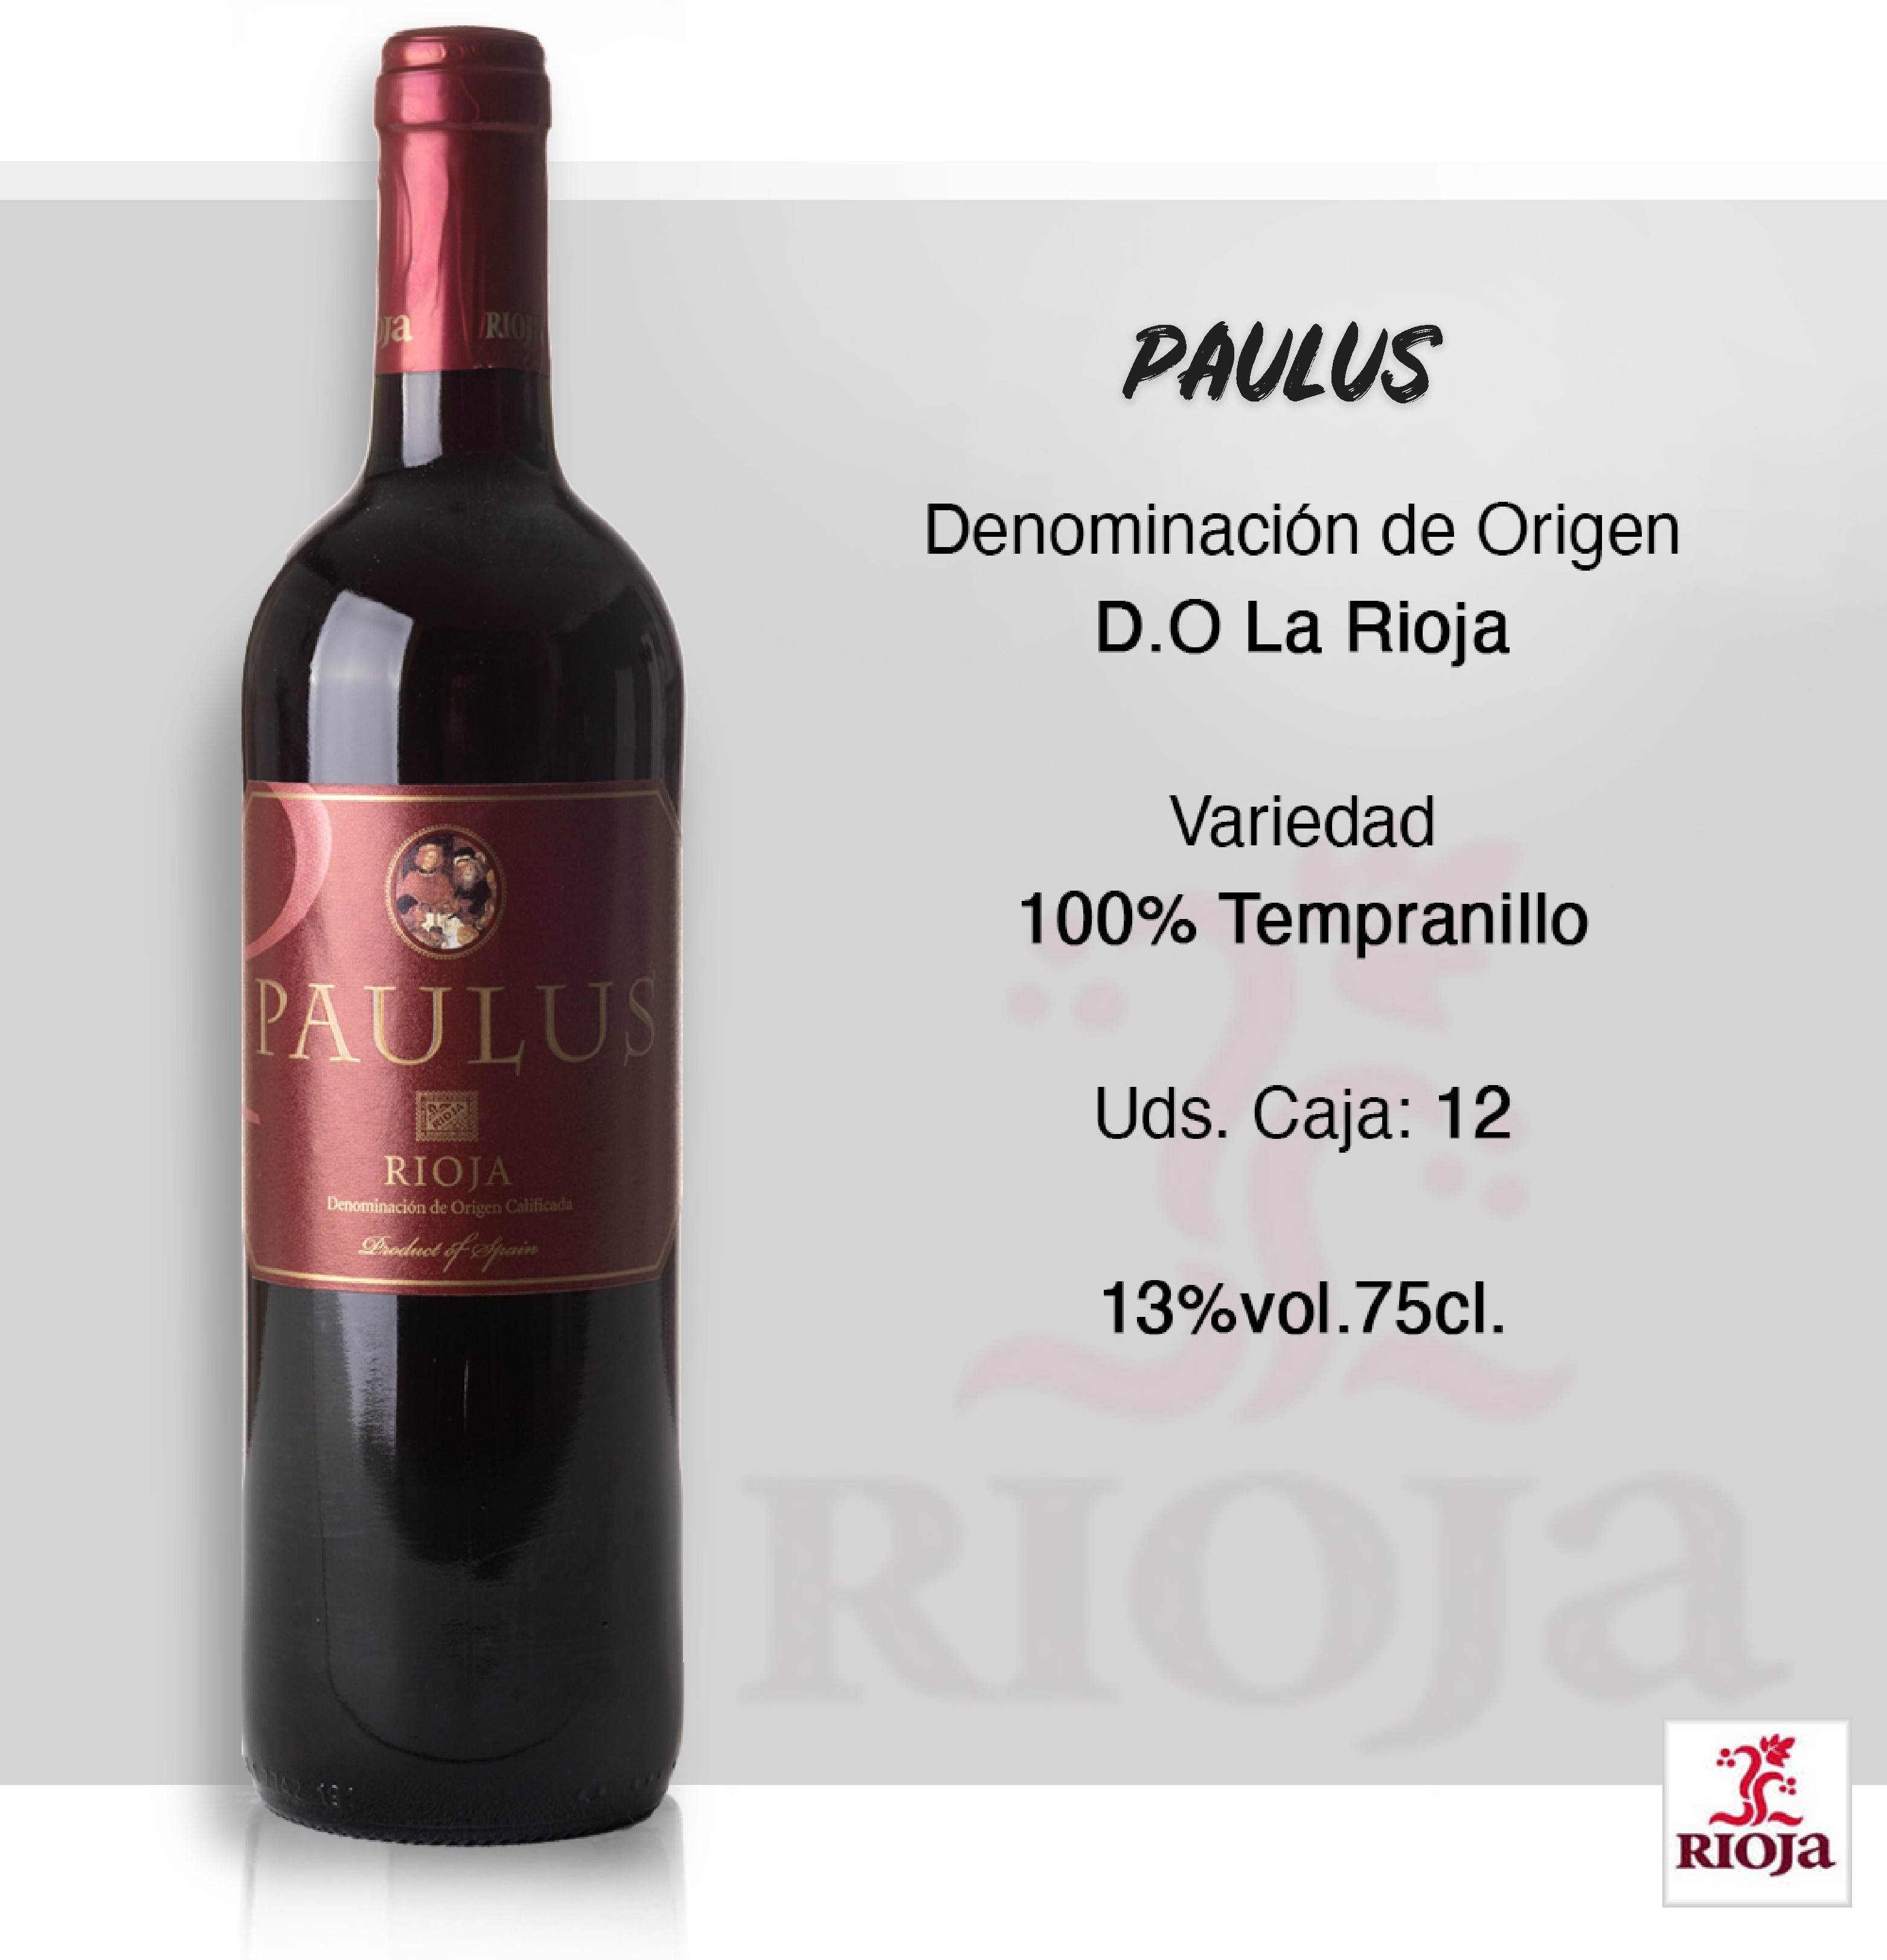 oja RIOJ
PAULUS
RIOJA
RIOJA
Denominación de Origen Calificada
Product of Spain
PAULUS
Denominación de Origen
D.O La Rioja
Variedad
100% Tempranillo
Uds. Caja: 12
13%vol.75cl.
RIOJa
RIOJa